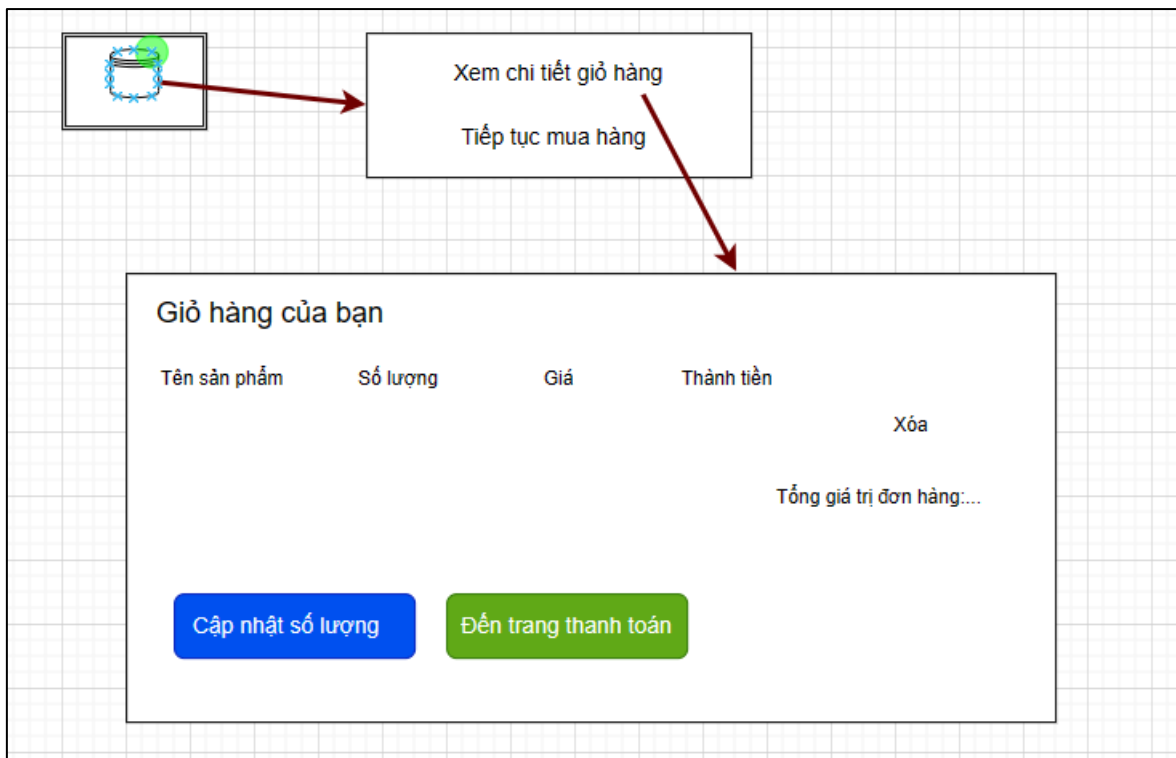 Xem chi tiết giỏ hàng
Tiếp tục mua hàng
Giỏ hàng của bạn
Tên sản phẩm Số lượng Giá Thành tiền
Xóa
Tổng giá trị đơn hàng:...
Cập nhật số lượng Đến trang thanh toán